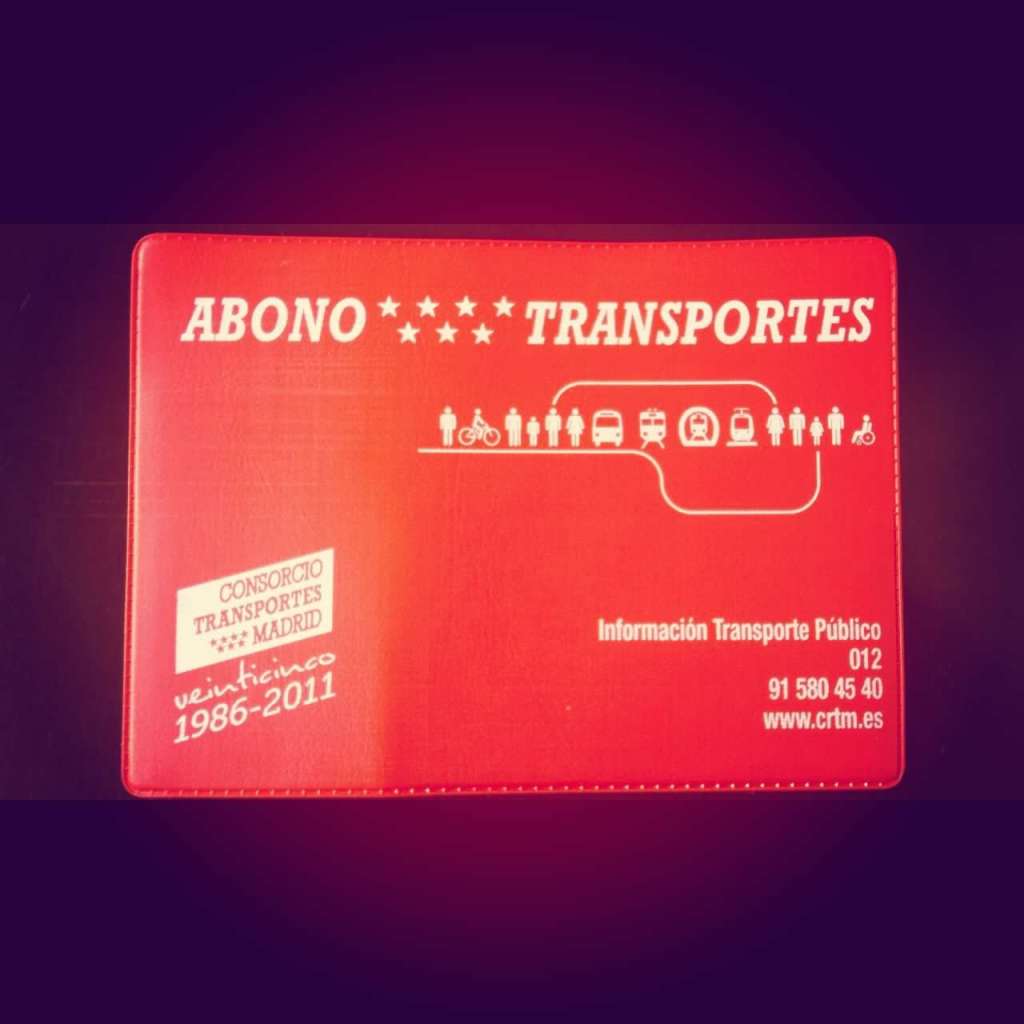 ABONO TRANSPORTES
CONSORCIO
TRANSPORTES
MADRID
veinticinco
1986-2011
Información Transporte Público
012
91 580 45 40
www.crtm.es